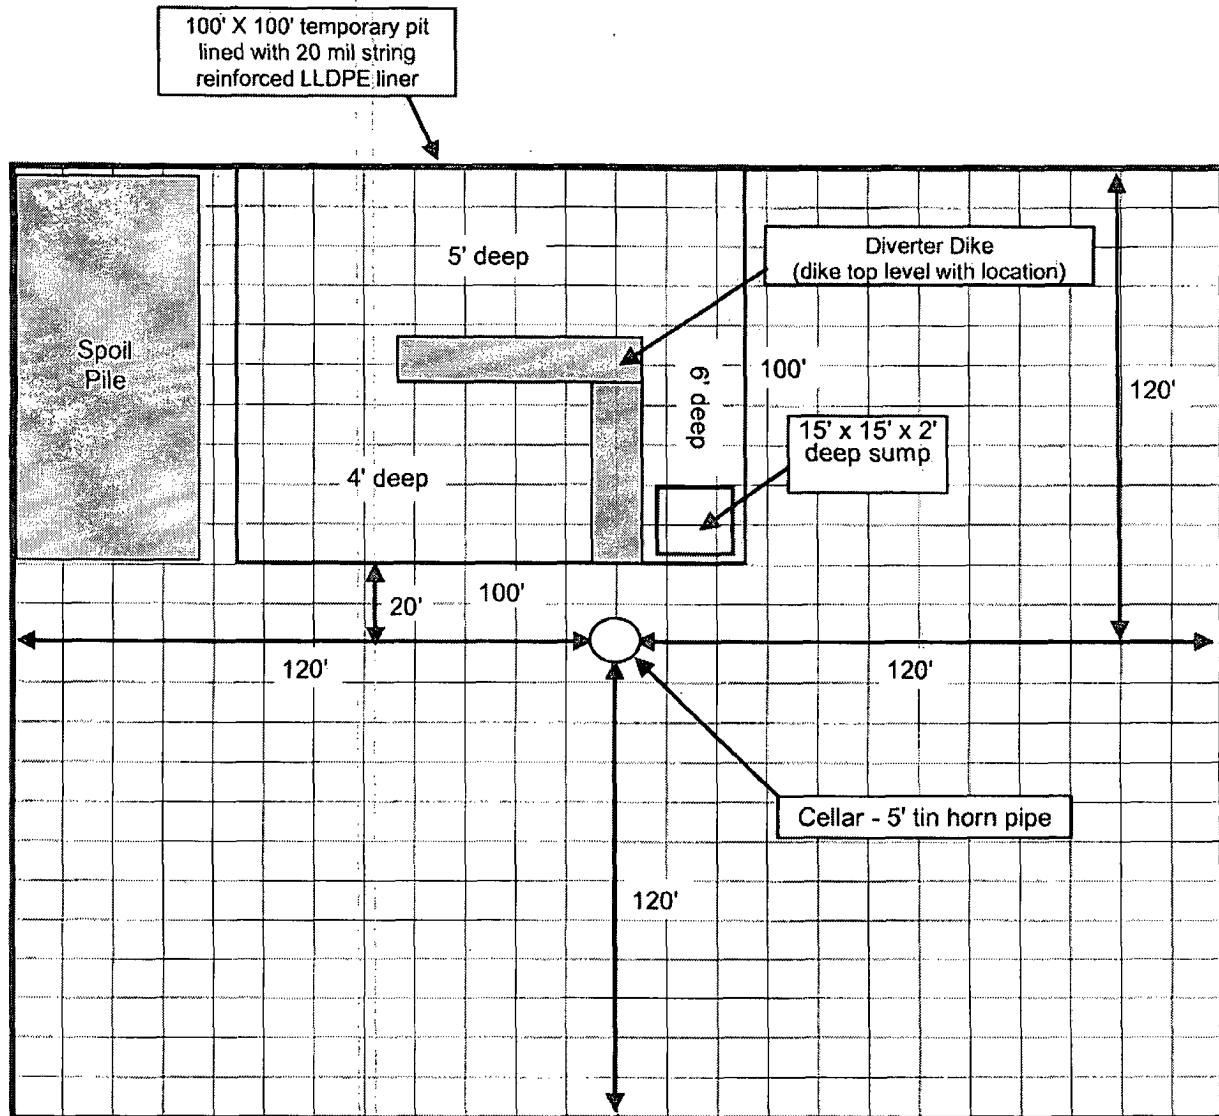 100' X 100' temporary pit
lined with 20 mil string
reinforced LLDPE liner
5' deep
Diverter Dike
(dike top level with location)
Spoil
Pile
6' deep
100'
120'
15' x 15' x 2'
deep sump
4' deep
20'
100'
120'
120'
Cellar - 5' tin horn pipe
120'